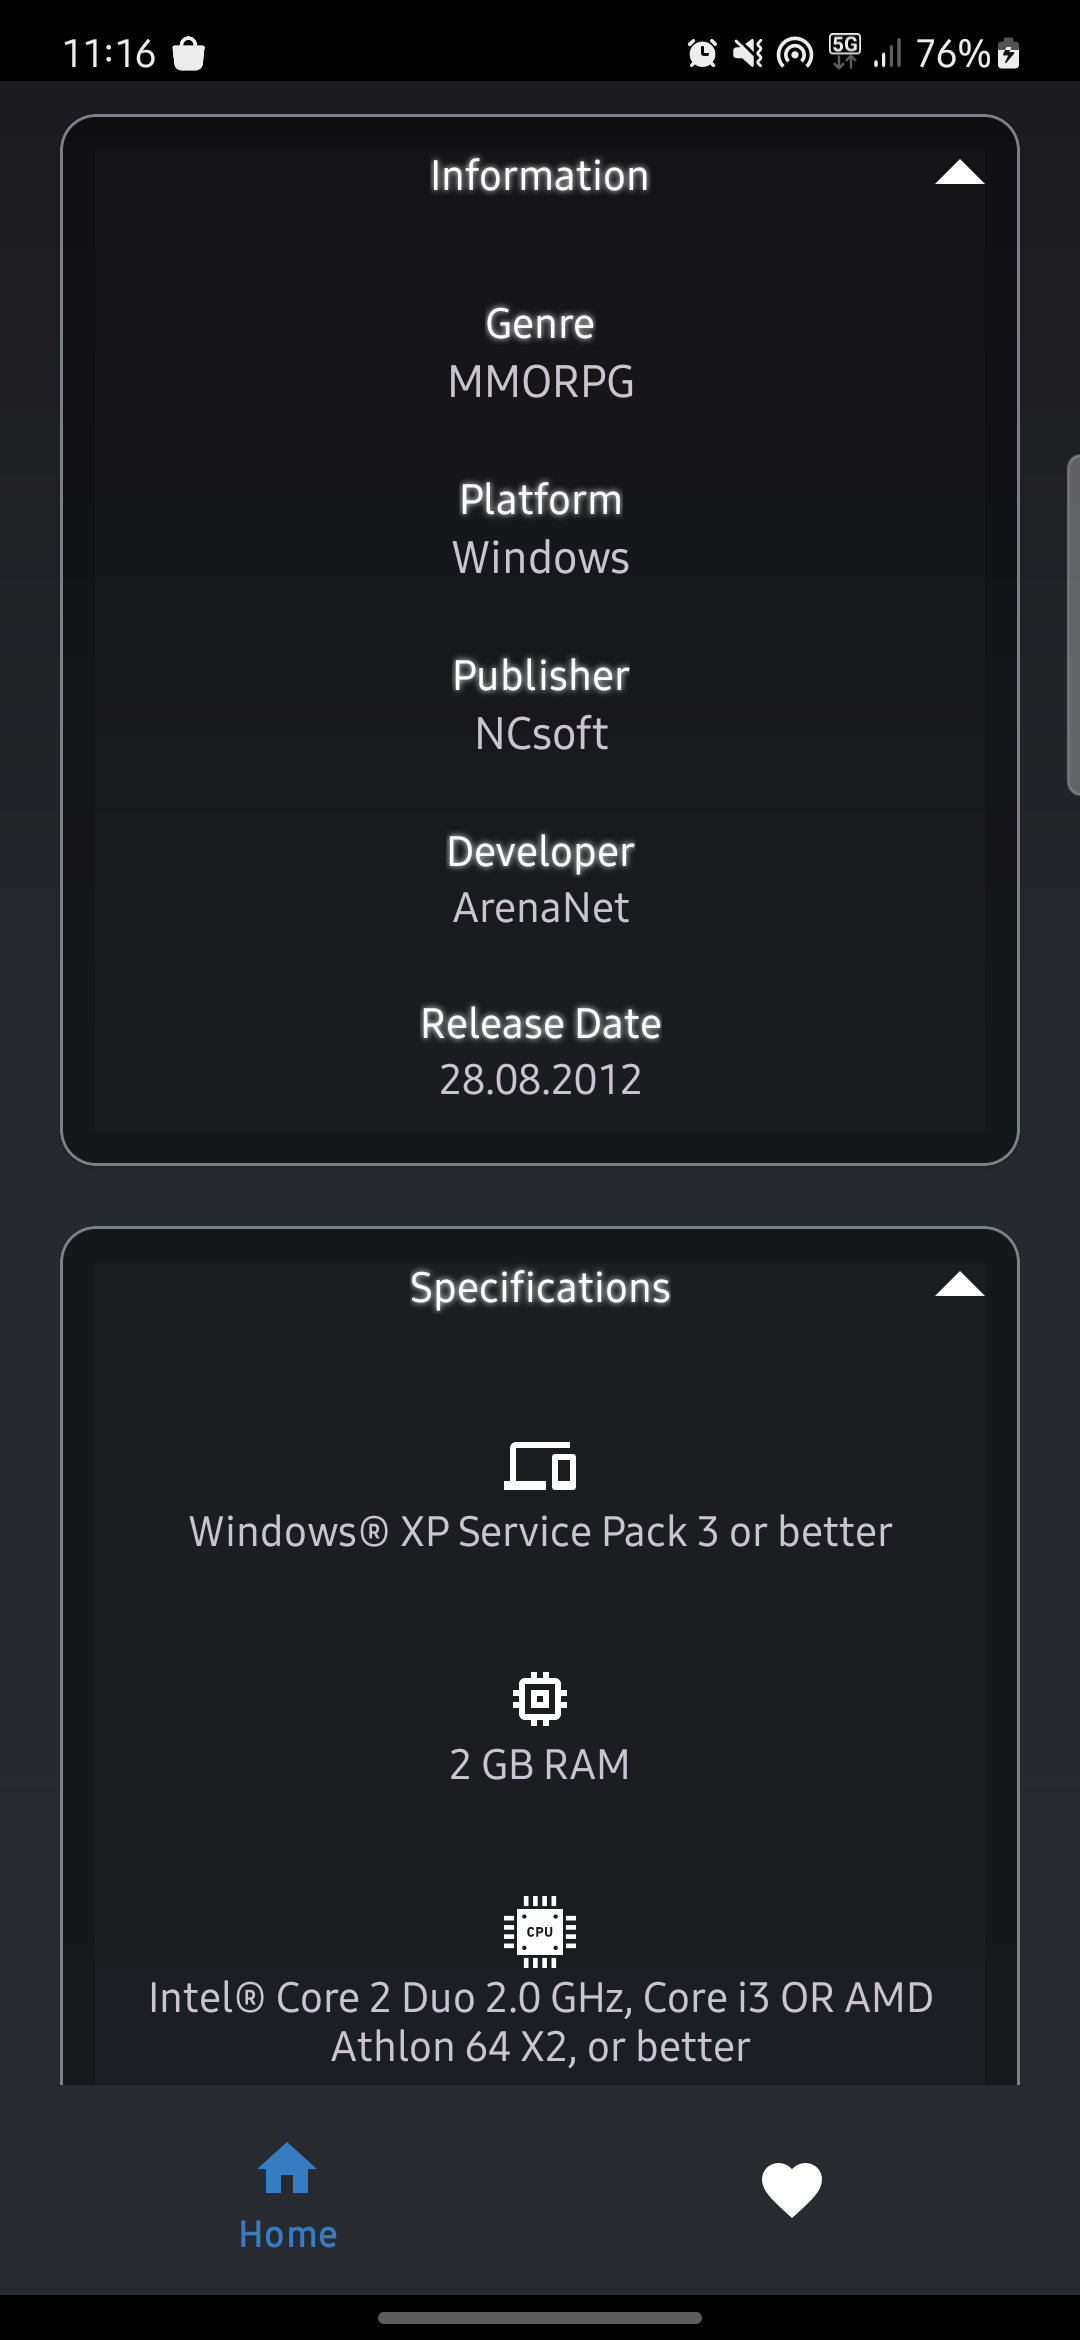 11:16
5G
76%
Information
Genre
MMORPG
Platform
Windows
Publisher
NCsoft
Developer
ArenaNet
Release Date
28.08.2012
Specifications
Windows® XP Service Pack 3 or better
2 GB RAM
CPU
Intel® Core 2 Duo 2.0 GHz, Core i3 OR AMD
Athlon 64 X2, or better
Home